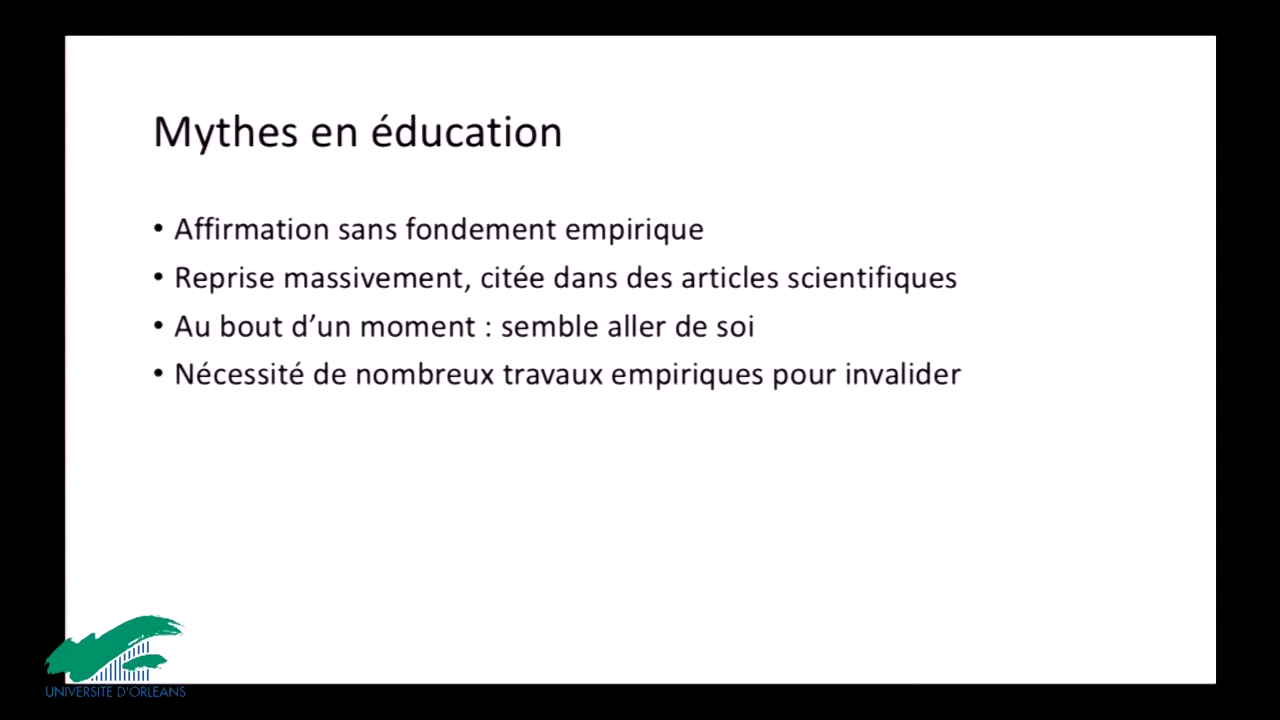 Mythes en éducation
• Affirmation sans fondement empirique
• Reprise massivement, citée dans des articles scientifiques
• Au bout d’un moment : semble aller de soi
• Nécessité de nombreux travaux empiriques pour invalider
UNIVERSITE D'ORLEANS